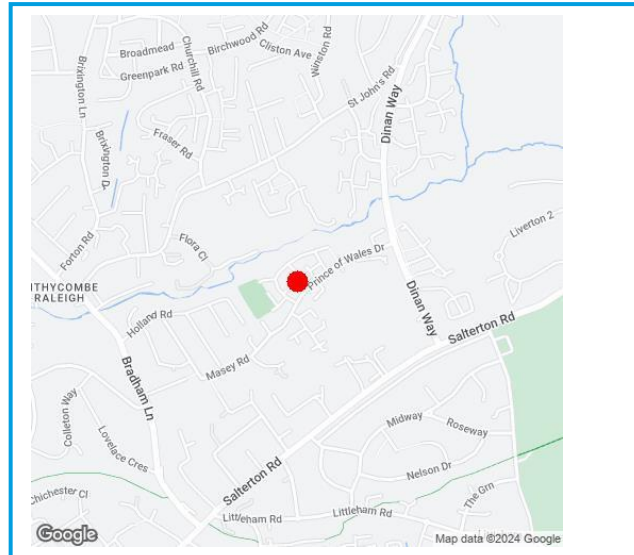 Broadmead
Birchwood Rd
Cliston Ave
Winston Rd
Churchill Rd
Greenpark Rd
Brixington Ln
St John's Rd
Dinan Way
Fraser Rd
Brixington D
Liverton 2
Flora Cl
Forton Rd
Prince of Wales Dr
ITHYCOMBE
RALEIGH
Dinan Way
Holland Rd
Salterton Rd
Masey Rd
Bradham Ln
Colleton Way
Midway
Roseway
Lovelace Cres
Nelson Dr
Salterton Rd
The Grn
Chichester Cl
Littleham Rd
Littleham Rd
Google
Map data ©2024 Google